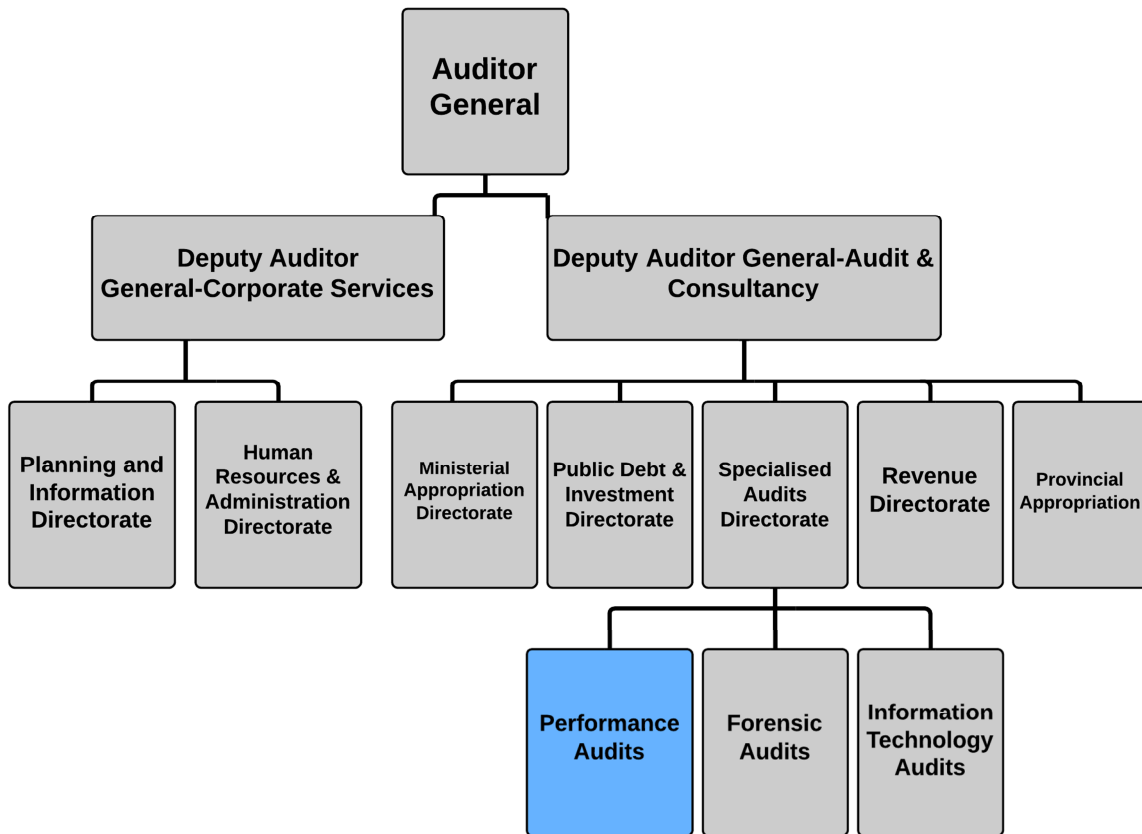 Auditor
General
Deputy Auditor
General-Corporate Services
Deputy Auditor General-Audit &
Consultancy
Planning and
Information
Directorate
Human
Resources &
Administration
Directorate
Ministerial
Appropriation
Directorate
Public Debt &
Investment
Directorate
Specialised
Audits
Directorate
Revenue
Directorate
Provincial
Appropriation
Performance
Audits
Forensic
Audits
Information
Technology
Audits